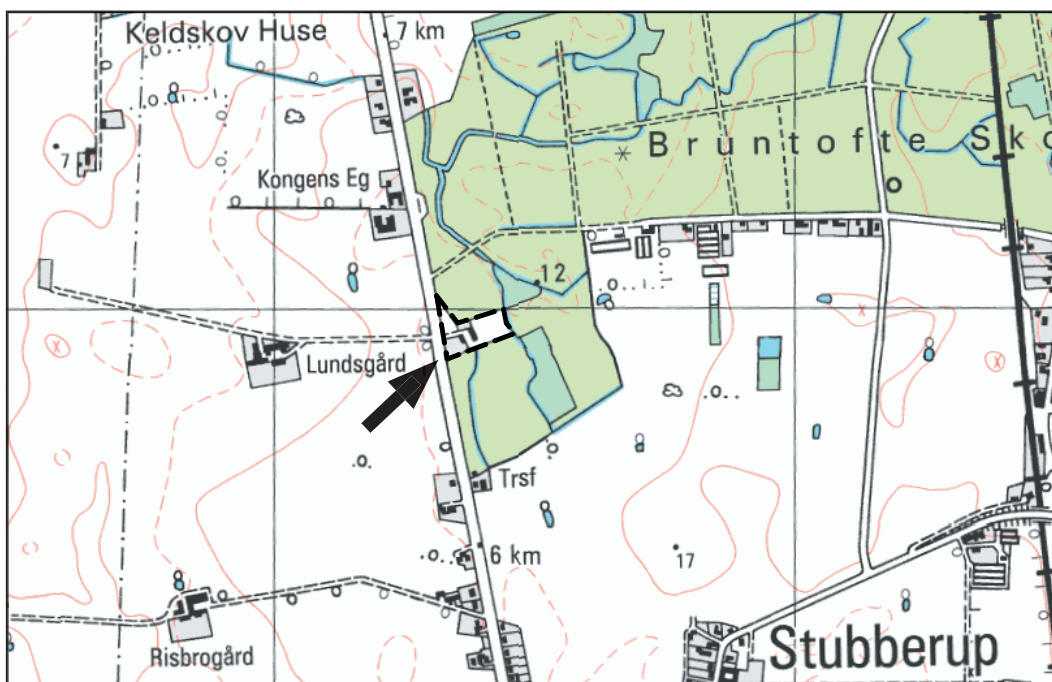 Keldskov Huse
7 km
Bruntofte Sko
7
Kongens Eg
12
Lundsgård
Trsf
6 km
17
Risbrogård
Stubberup